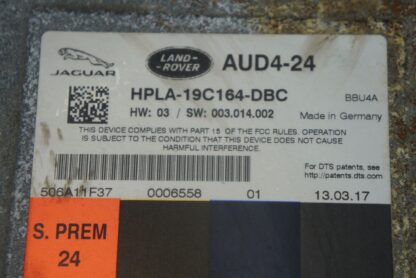 JAGUAR
LAND-
ROVER
AUD4-24
HPLA-19C164-DBC
BBU4A
HW: 03 / SW: 003.014.002
Made in Germany
THIS DEVICE COMPLIES WITH PART 15 OF THE FCC RULES. OPERATION
IS SUBJECT TO THE CONDITION THAT THIS DEVICE DOES NOT CAUSE
HARMFUL INTERFERENCE.
For DTS patents, see
http://patents.dts.com
506A11F37
0006558
01
13.03.17
S. PREM
24